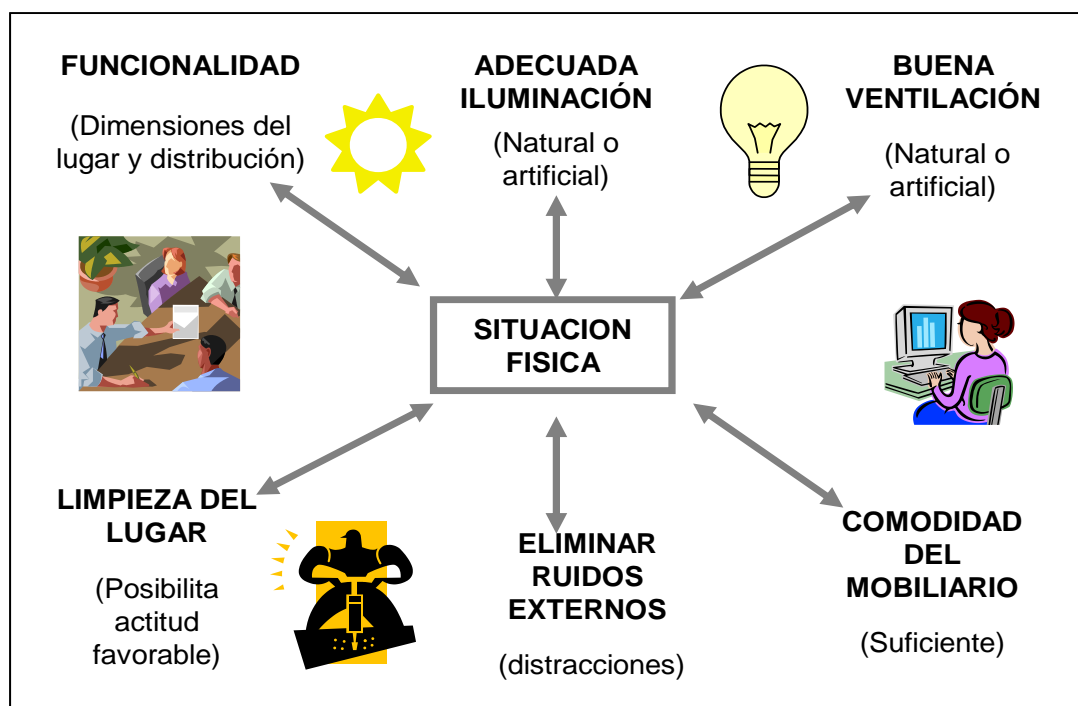 FUNCIONALIDAD
(Dimensiones del
lugar y distribución)
ADECUADA
ILUMINACIÓN
(Natural o
artificial)
BUENA
VENTILACIÓN
(Natural o
artificial)
SITUACION
FISICA
LIMPIEZA DEL
LUGAR
(Posibilita
actitud
favorable)
ELIMINAR
RUIDOS
EXTERNOS
(distracciones)
COMODIDAD
DEL
MOBILIARIO
(Suficiente)